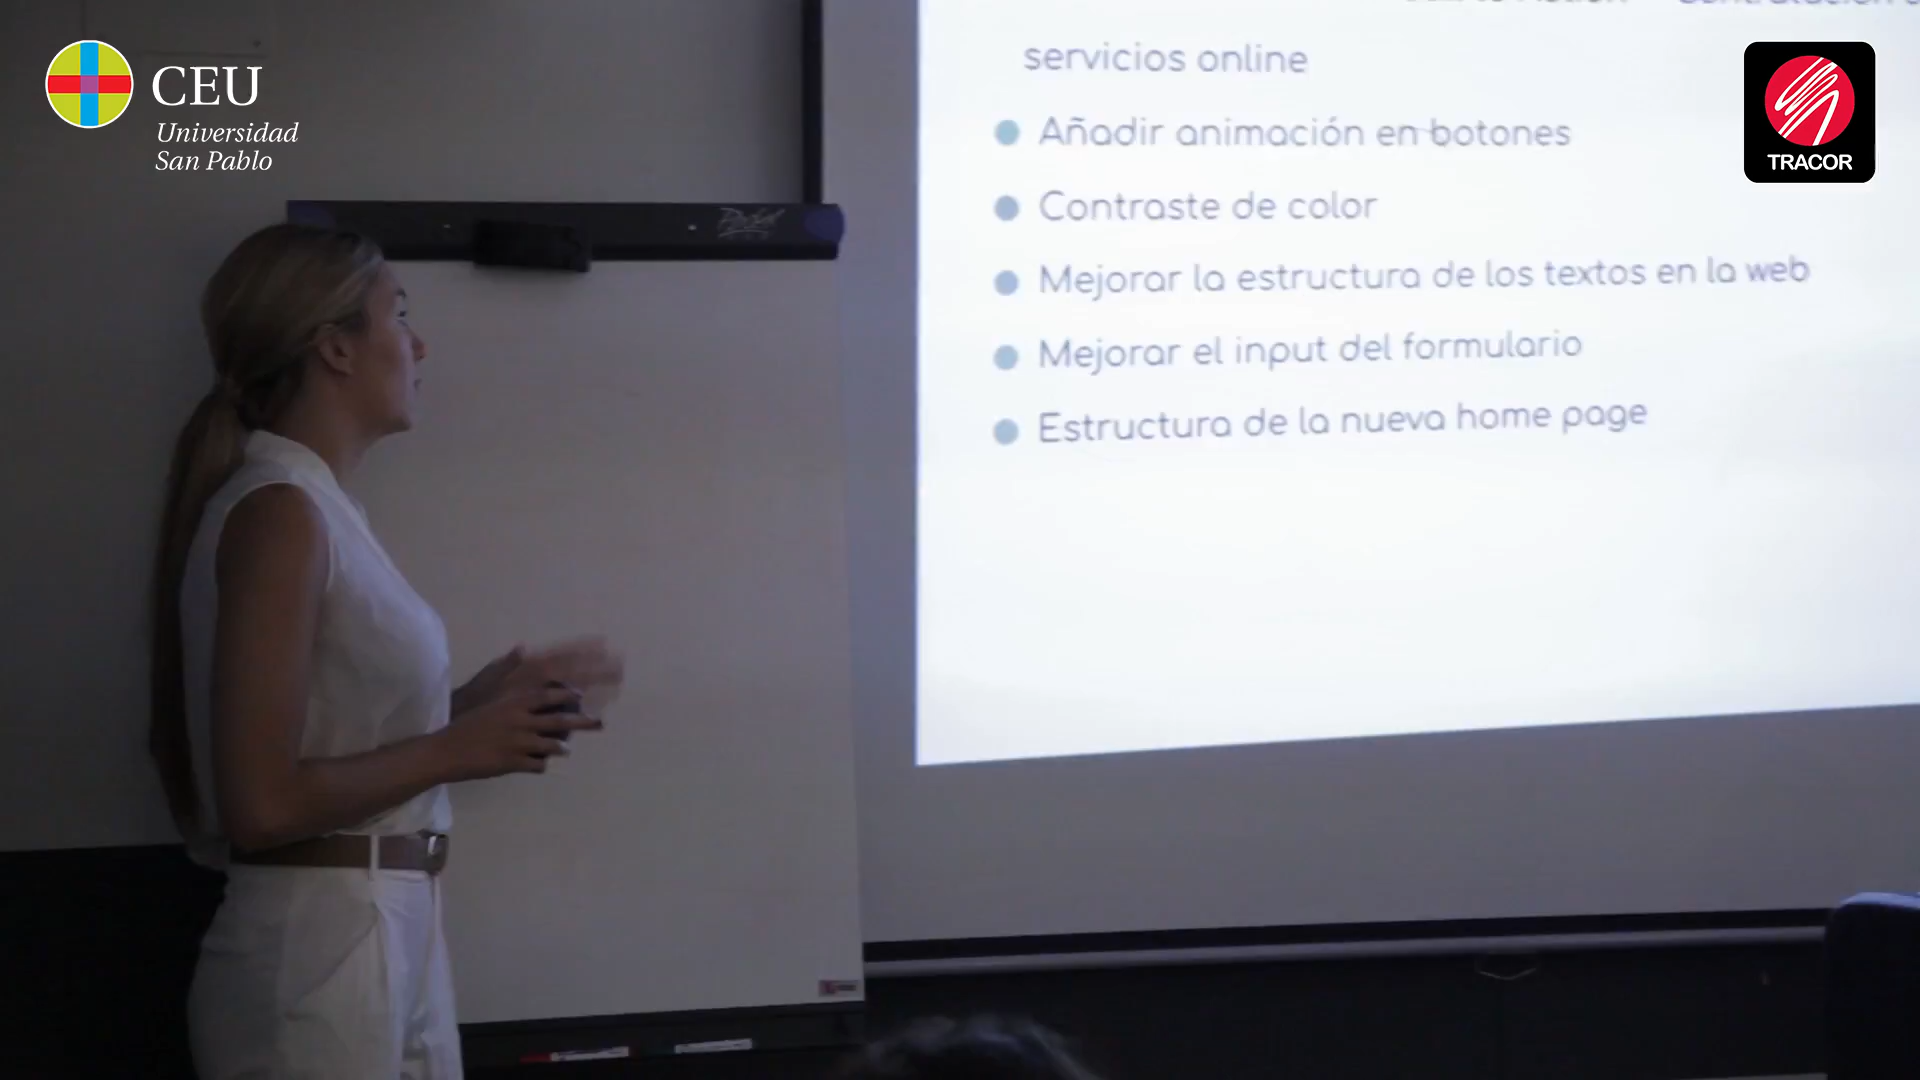 CEU
Universidad
San Pablo
TRACOR
servicios online
Añadir animación en botones
Contraste de color
Mejorar la estructura de los textos en la web
Mejorar el input del formulario
Estructura de la nueva home page